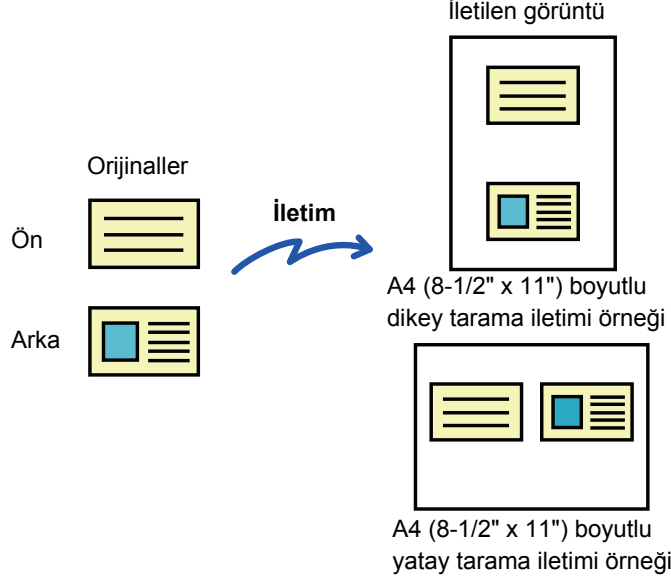 İletilen görüntü
Orijinaller
Ön
İletim
Arka
A4 (8-1/2" x 11") boyutlu
dikey tarama iletimi örneği
A4 (8-1/2" x 11") boyutlu
yatay tarama iletimi örneği